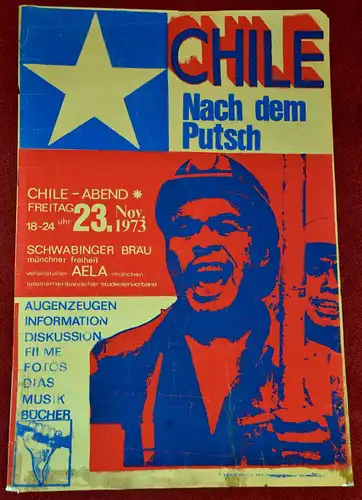 CHILE
Nach dem
Putsch
CHILE - ABEND *
FREITAG 23. Nov.
18-24 uhr 1973
SCHWABINGER BRÄU
münchner freiheit
veranstalter AELA - münchen
lateinamerikanischer studentenverband
AUGENZEUGEN
INFORMATION
DISKUSSION
FILME
FOTOS
DIAS
MUSIK
BÜCHER